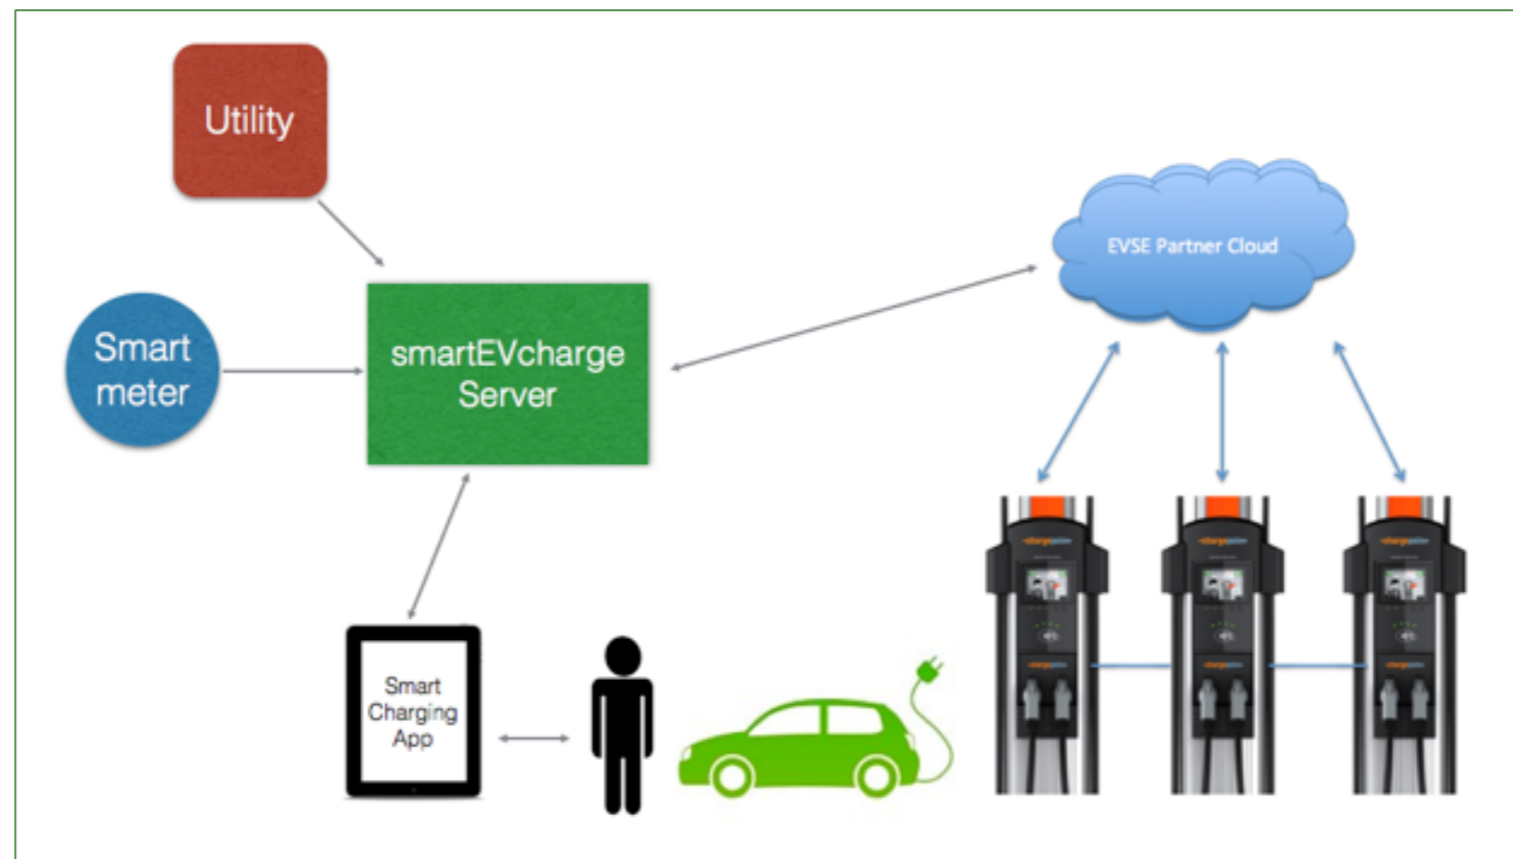 Utility
EVSE Partner Cloud
Smart
meter
smartEVcharge
Server
Smart
Charging
App